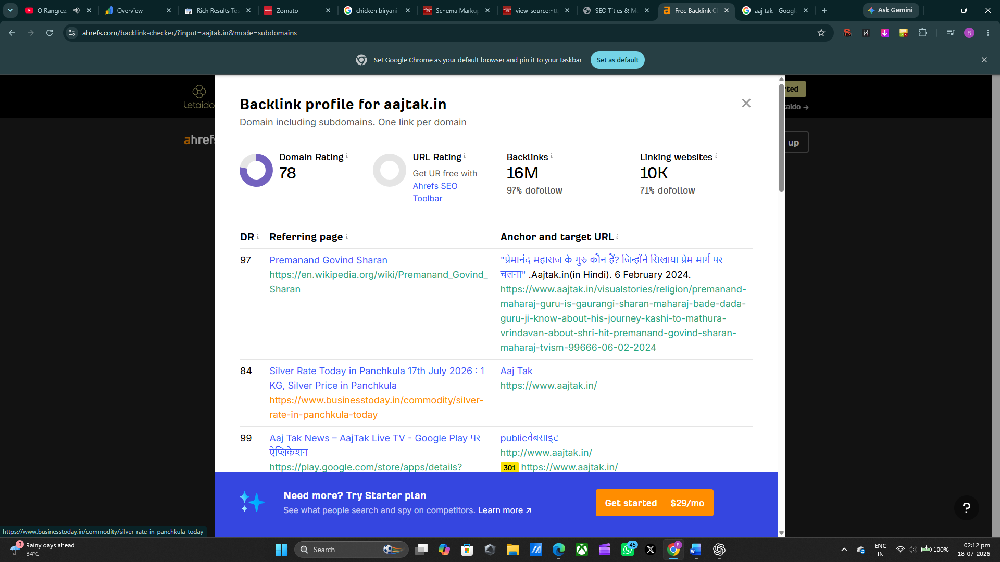 O Rangrez
Overview
Rich Results Tes
Zomato
chicken biryani
Schema Markup
view-source:htt
SEO Titles & M
Free Backlink C
aaj tak - Google
Ask Gemini
ahrefs.com/backlink-checker/?input=aajtak.in&mode=subdomains
R
Set Google Chrome as your default browser and pin it to your taskbar
Set as default
Letaido
ahrefs
rted
taido →
up
Backlink profile for aajtak.in
Domain including subdomains. One link per domain
Domain Rating i
78
URL Rating i
Get UR free with
Ahrefs SEO
Toolbar
Backlinks i
16M
97% dofollow
Linking websites i
10K
71% dofollow
DR i Referring page i Anchor and target URL i
97
Premanand Govind Sharan
https://en.wikipedia.org/wiki/Premanand_Govind_
Sharan
"प्रेमानंद महाराज के गुरु कौन हैं? जिन्होंने सिखाया प्रेम मार्ग पर
चलना" .Aajtak.in(in Hindi). 6 February 2024.
https://www.aajtak.in/visualstories/religion/premanand-
maharaj-guru-is-gaurangi-sharan-maharaj-bade-dada-
guru-ji-know-about-his-journey-kashi-to-mathura-
vrindavan-about-shri-hit-premanand-govind-sharan-
maharaj-tvism-99666-06-02-2024
84
Silver Rate Today in Panchkula 17th July 2026 : 1
KG, Silver Price in Panchkula
https://www.businesstoday.in/commodity/silver-
rate-in-panchkula-today
Aaj Tak
https://www.aajtak.in/
99
Aaj Tak News – AajTak Live TV - Google Play पर
ऐप्लिकेशन
https://play.google.com/store/apps/details?
publicवेबसाइट
http://www.aajtak.in/
301 https://www.aajtak.in/
Need more? Try Starter plan
See what people search and spy on competitors. Learn more ↗
Get started $29/mo
?
https://www.businesstoday.in/commodity/silver-rate-in-panchkula-today
3
Rainy days ahead
34°C
Search
45
R
ENG
IN
100%
02:12 pm
18-07-2026